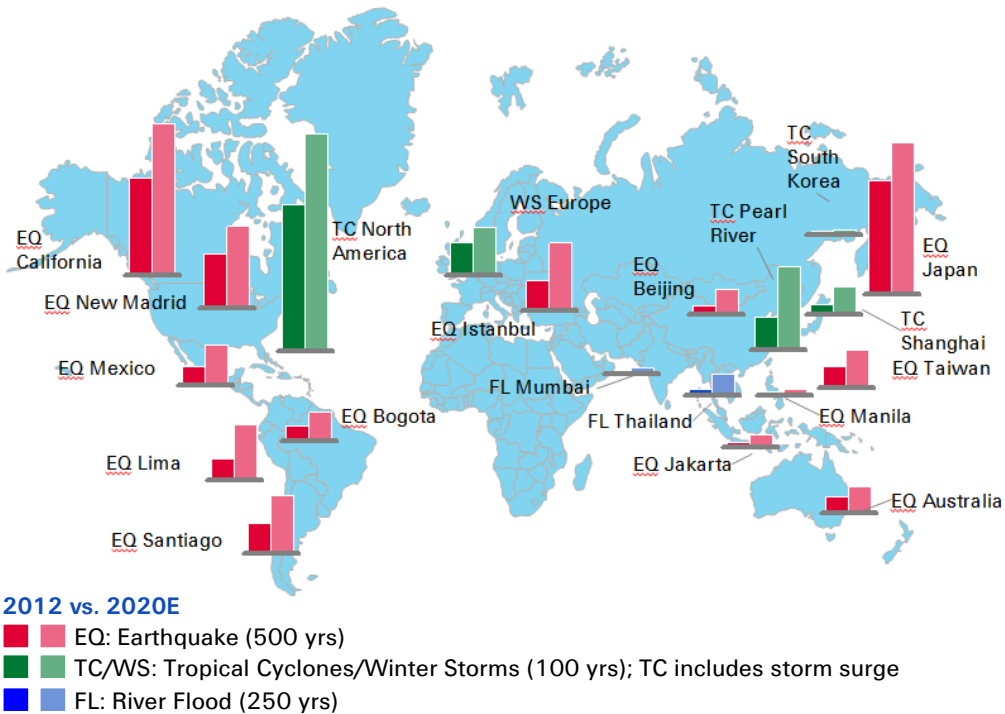 TC
South
Korea
WS Europe
TC Pearl
River
TC North
America
EQ
California
EQ
Japan
EQ
Beijing
EQ New Madrid
EQ Istanbul
TC
Shanghai
EQ Mexico
EQ Taiwan
FL Mumbai
EQ Bogota
FL Thailand
EQ Manila
EQ Lima
EQ Jakarta
EQ Australia
EQ Santiago
2012 vs. 2020E
EQ: Earthquake (500 yrs)
TC/WS: Tropical Cyclones/Winter Storms (100 yrs); TC includes storm surge
FL: River Flood (250 yrs)